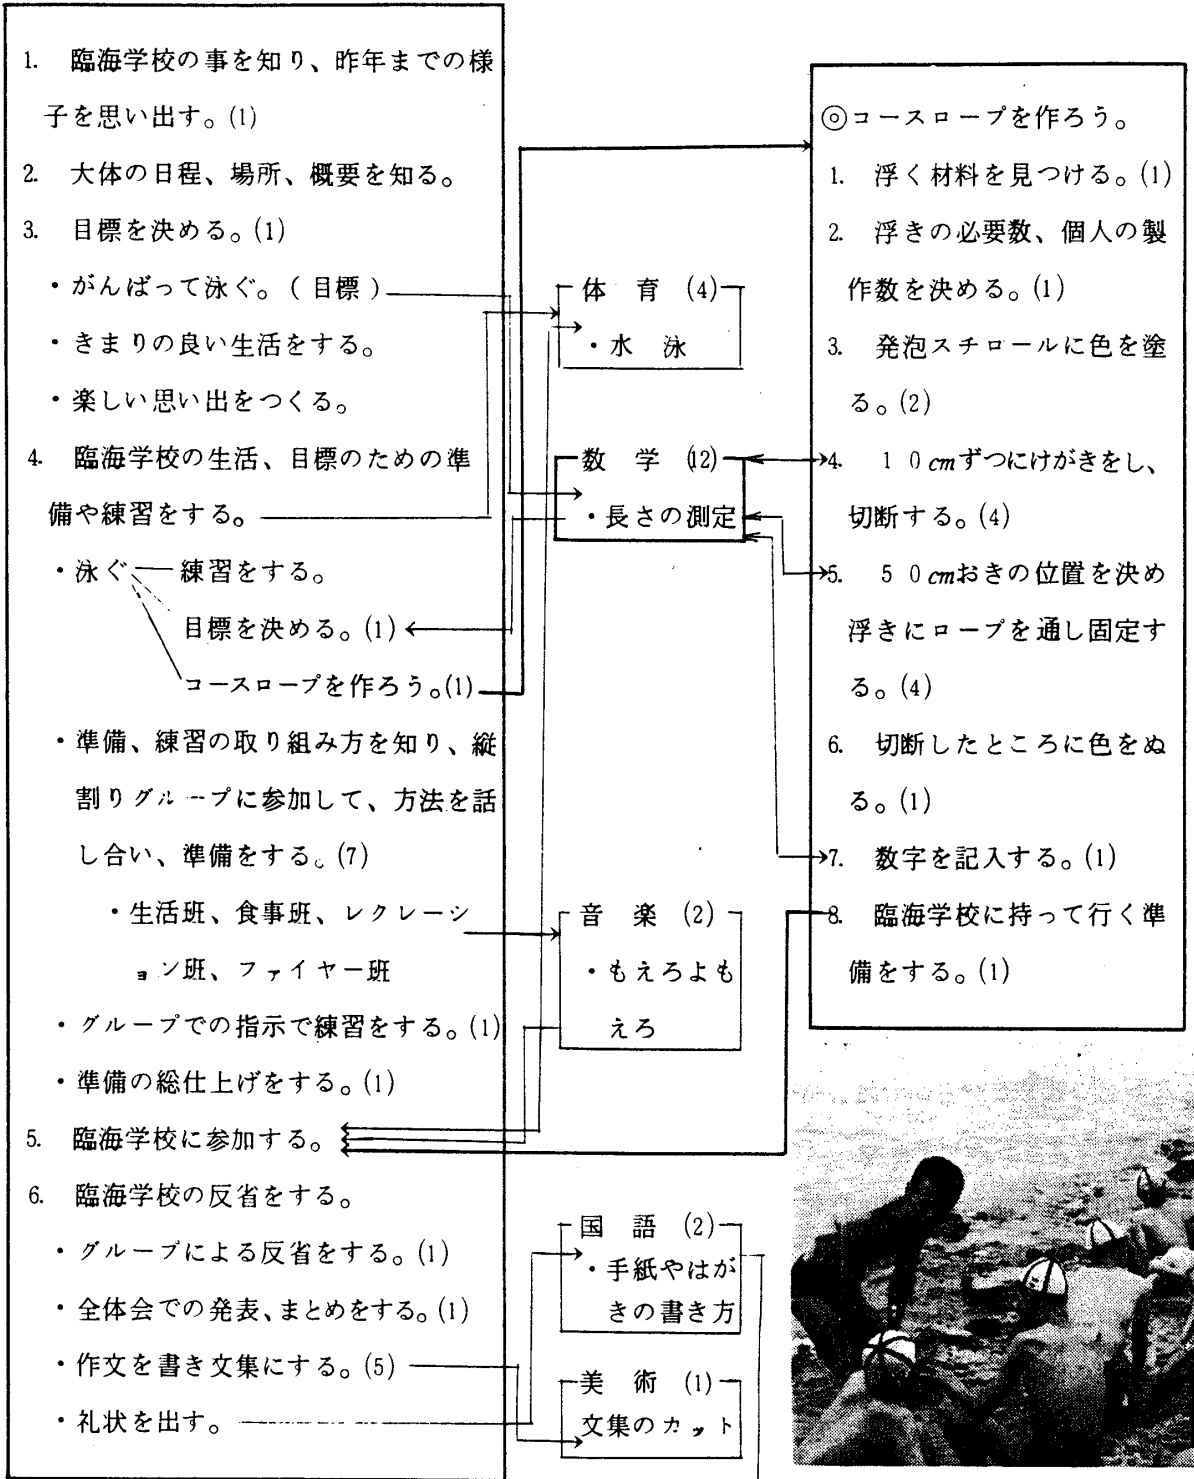 1. 臨海学校の事を知り、昨年までの様
子を思い出す。(1)
2. 大体の日程、場所、概要を知る。
3. 目標を決める。(1)
・がんばって泳ぐ。(目標)
・きまりの良い生活をする。
・楽しい思い出をつくる。
4. 臨海学校の生活、目標のための準
備や練習をする。
・泳ぐ 練習をする。
目標を決める。(1)
コースロープを作ろう。(1)
・準備、練習の取り組み方を知り、縦
割りグループに参加して、方法を話
し合い、準備をする。(7)
・生活班、食事班、レクレーシ
ョン班、ファイヤー班
・グループでの指示で練習をする。(1)
・準備の総仕上げをする。(1)
5. 臨海学校に参加する。
6. 臨海学校の反省をする。
・グループによる反省をする。(1)
・全体会での発表、まとめをする。(1)
・作文を書き文集にする。(5)
・礼状を出す。
体 育 (4)
・水 泳
数 学 (12)
・長さの測定
音 楽 (2)
・もえろよも
えろ
国 語 (2)
・手紙やはが
きの書き方
美 術 (1)
文集のカット
◎コースロープを作ろう。
1. 浮く材料を見つける。(1)
2. 浮きの必要数、個人の製
作数を決める。(1)
3. 発泡スチロールに色を塗
る。(2)
4. 10cmずつにけがきをし、
切断する。(4)
5. 50cmおきの位置を決め
浮きにロープを通し固定す
る。(4)
6. 切断したところに色をぬ
る。(1)
7. 数字を記入する。(1)
8. 臨海学校に持って行く準
備をする。(1)